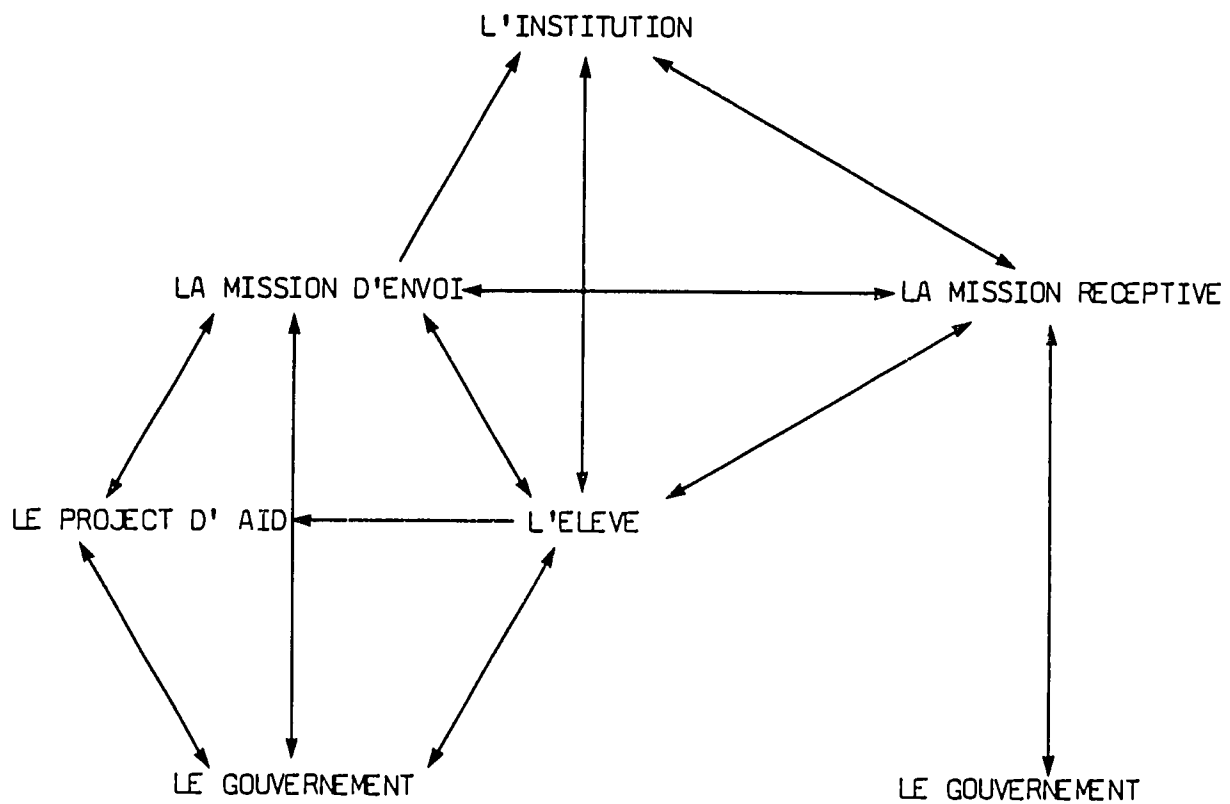 L'INSTITUTION
LA MISSION D'ENVOI
LA MISSION RECEPTIVE
LE PROJECT D' AID
L'ELEVE
LE GOUVERNEMENT
LE GOUVERNEMENT